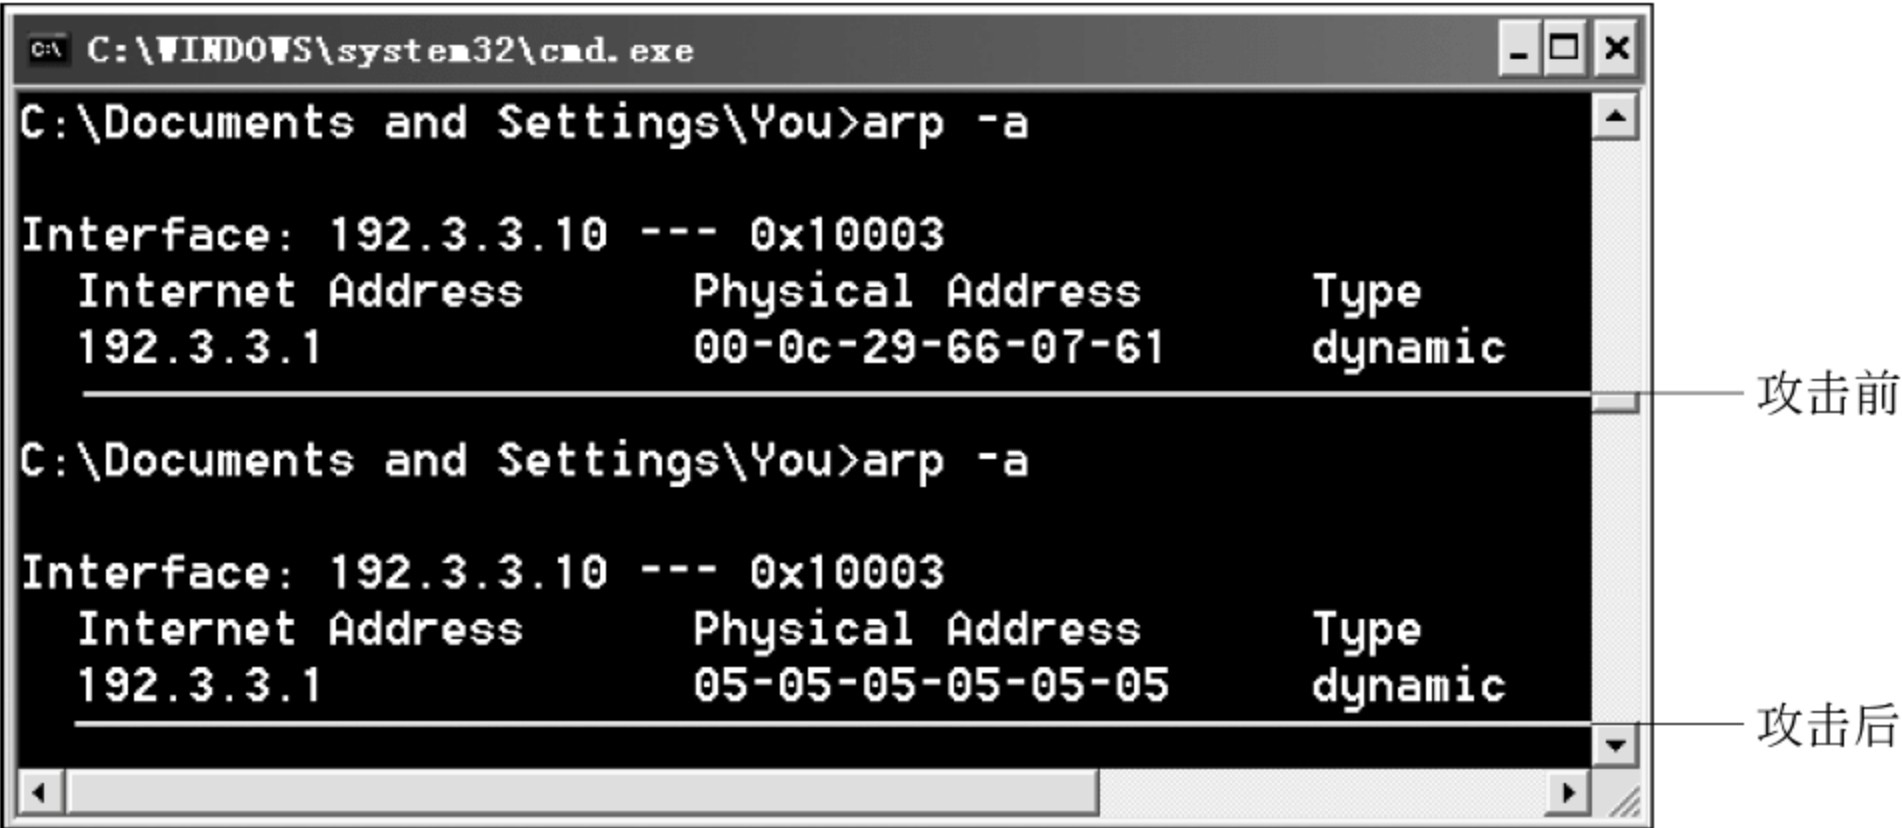 C:\WINDOWS\system32\cmd.exe
C:\Documents and Settings\You>arp -a
Interface: 192.3.3.10 --- 0x10003
Internet Address Physical Address Type
192.3.3.1 00-0c-29-66-07-61 dynamic
攻击前
C:\Documents and Settings\You>arp -a
Interface: 192.3.3.10 --- 0x10003
Internet Address Physical Address Type
192.3.3.1 05-05-05-05-05-05 dynamic
攻击后